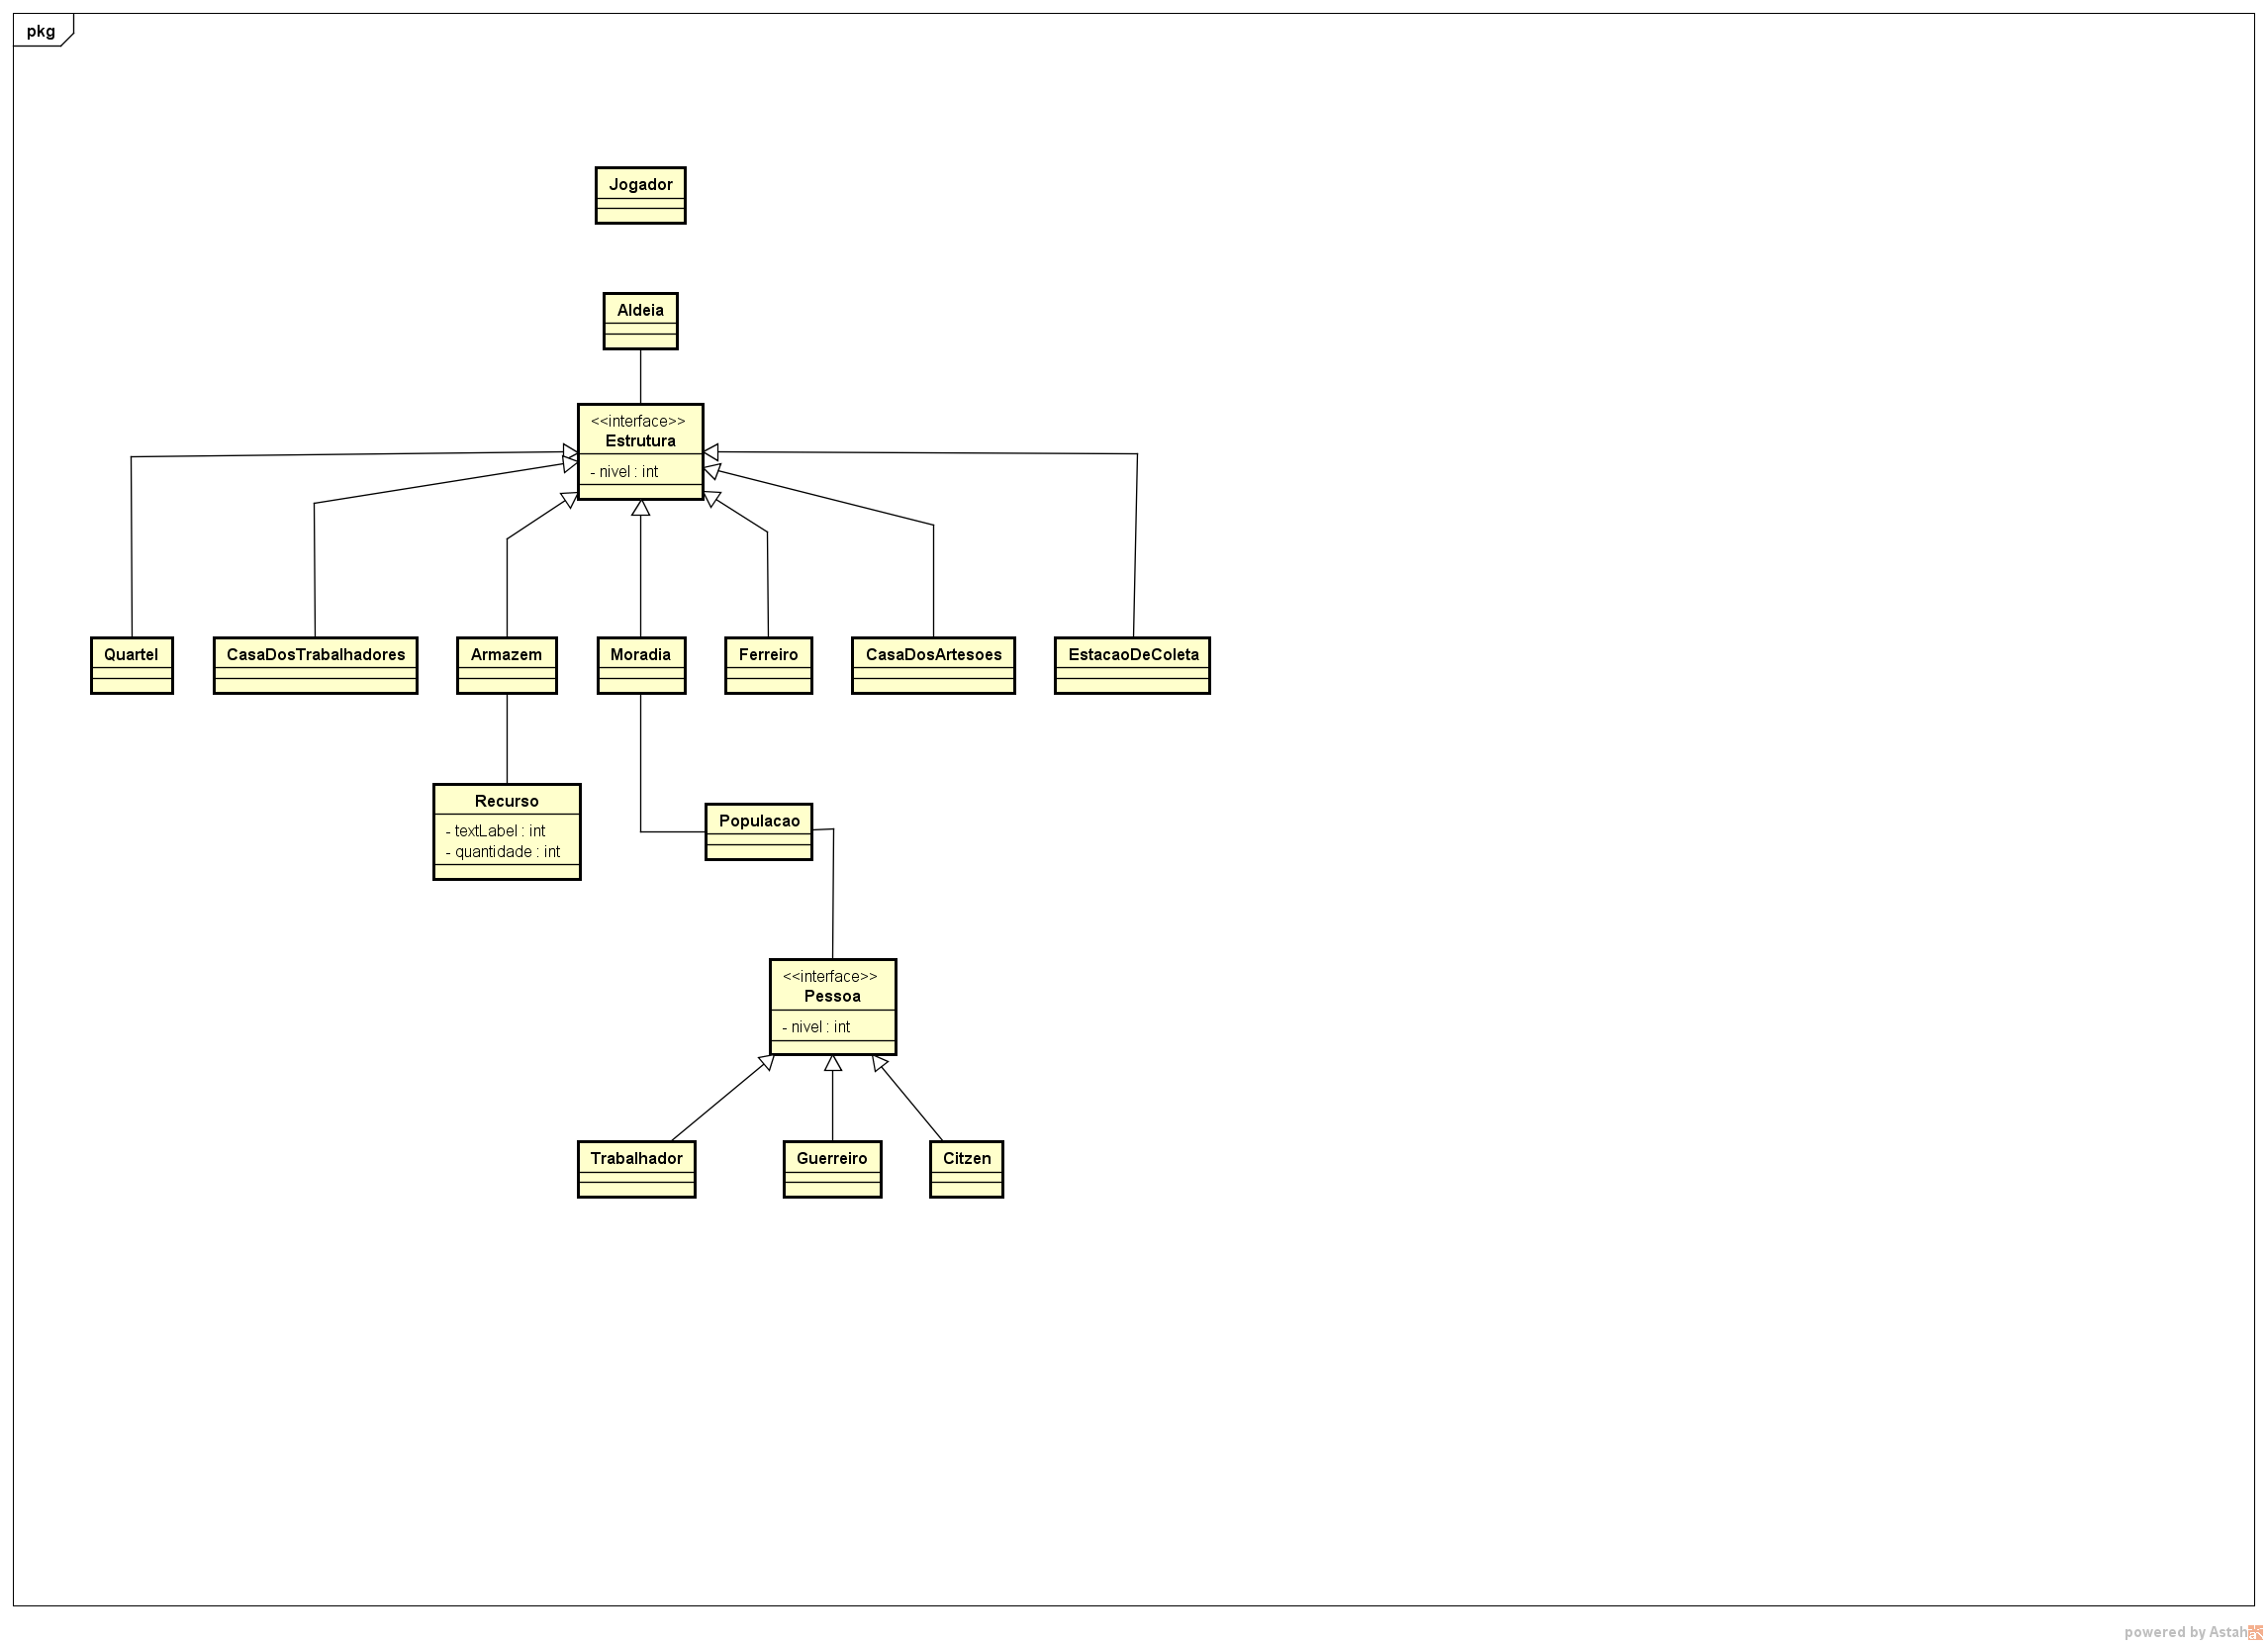 pkg
Jogador
Aldeia
<<interface>>
Estrutura
- nivel : int
Quartel
CasaDosTrabalhadores
Armazem
Moradia
Ferreiro
CasaDosArtesoes
EstacaoDeColeta
Recurso
- textLabel : int
- quantidade : int
Populacao
<<interface>>
Pessoa
- nivel : int
Trabalhador
Guerreiro
Citzen
powered by Astah